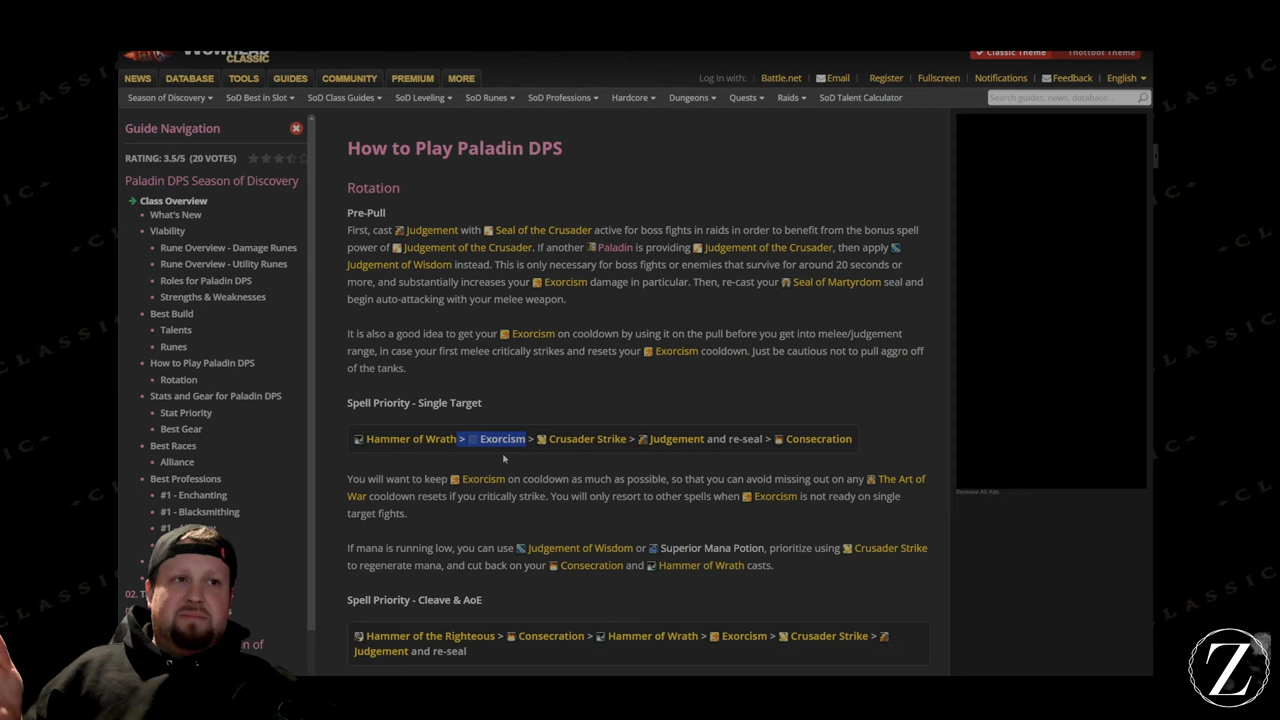 WOWHEAD
CLASSIC
Classic Theme
Thottbot Theme
NEWS
DATABASE
TOOLS
GUIDES
COMMUNITY
PREMIUM
MORE
Log In with:
Battle.net
Email
Register
Fullscreen
Notifications
Feedback
English
Season of Discovery
SoD Best in Slot
SoD Class Guides
SoD Leveling
SoD Runes
SoD Professions
Hardcore
Dungeons
Quests
Raids
SoD Talent Calculator
Search guides, news, database...
Guide Navigation
RATING: 3.5/5 (20 VOTES)
Paladin DPS Season of Discovery
Class Overview
What's New
Viability
Rune Overview - Damage Runes
Rune Overview - Utility Runes
Roles for Paladin DPS
Strengths & Weaknesses
Best Build
Talents
Runes
How to Play Paladin DPS
Rotation
Stats and Gear for Paladin DPS
Stat Priority
Best Gear
Best Races
Alliance
Best Professions
#1 - Enchanting
#1 - Blacksmithing
#1 -
02. T
n of
How to Play Paladin DPS
Rotation
Pre-Pull
First, cast Judgement with Seal of the Crusader active for boss fights in raids in order to benefit from the bonus spell
power of Judgement of the Crusader. If another Paladin is providing Judgement of the Crusader, then apply
Judgement of Wisdom instead. This is only necessary for boss fights or enemies that survive for around 20 seconds or
more, and substantially increases your Exorcism damage in particular. Then, re-cast your Seal of Martyrdom seal and
begin auto-attacking with your melee weapon.
It is also a good idea to get your Exorcism on cooldown by using it on the pull before you get into melee/judgement
range, in case your first melee critically strikes and resets your Exorcism cooldown. Just be cautious not to pull aggro off
of the tanks.
Spell Priority - Single Target
Hammer of Wrath > Exorcism > Crusader Strike > Judgement and re-seal > Consecration
You will want to keep Exorcism on cooldown as much as possible, so that you can avoid missing out on any The Art of
War cooldown resets if you critically strike. You will only resort to other spells when Exorcism is not ready on single
target fights.
If mana is running low, you can use Judgement of Wisdom or Superior Mana Potion, prioritize using Crusader Strike
to regenerate mana, and cut back on your Consecration and Hammer of Wrath casts.
Spell Priority - Cleave & AoE
Hammer of the Righteous > Consecration > Hammer of Wrath > Exorcism > Crusader Strike >
Judgement and re-seal
Remove All Ads
Z